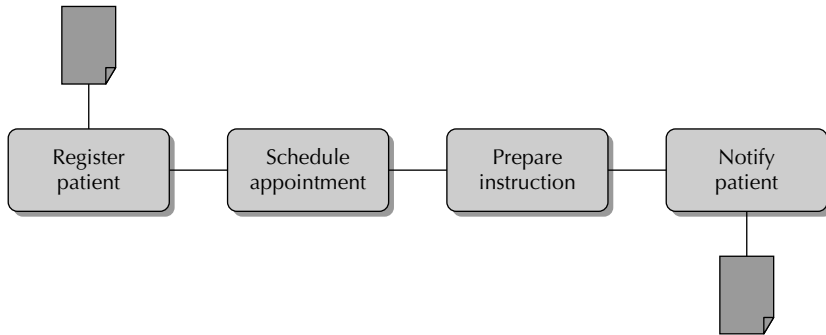 Register
patient
Schedule
appointment
Prepare
instruction
Notify
patient